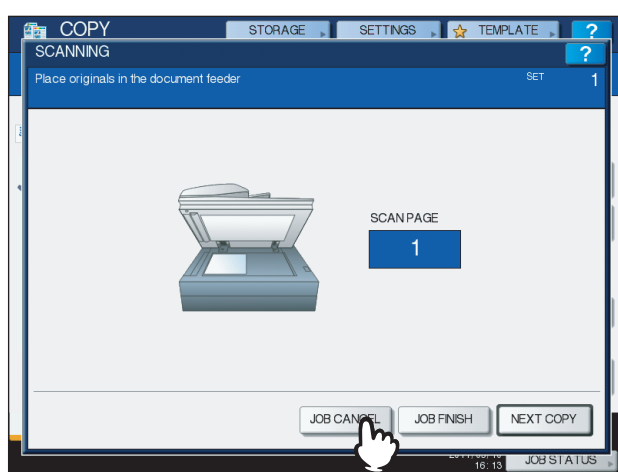 COPY
STORAGE
SETTINGS
TEMPLATE
?
SCANNING
?
Place originals in the document feeder
SET
1
SCAN PAGE
1
JOB CANCEL
JOB FINISH
NEXT COPY
16:13
JOB STATUS